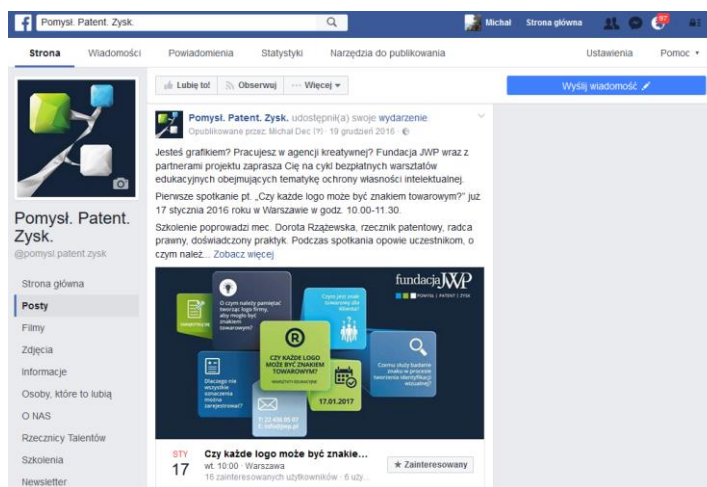 Pomysł. Patent. Zysk.
Michał
Strona główna
97
Strona
Wiadomości
Powiadomienia
Statystyki
Narzędzia do publikowania
Ustawienia
Pomoc
Lubię to!
Obserwuj
Więcej
Wyślij wiadomość
Pomysł. Patent. Zysk. udostępnił(a) swoje wydarzenie.
Opublikowane przez: Michał Dec [?] · 19 grudzień 2016 ·
Jesteś grafikiem? Pracujesz w agencji kreatywnej? Fundacja JWP wraz z
partnerami projektu zaprasza Cię na cykl bezpłatnych warsztatów
edukacyjnych obejmujących tematykę ochrony własności intelektualnej.
Pierwsze spotkanie pt. „Czy każde logo może być znakiem towarowym?” już
17 stycznia 2016 roku w Warszawie w godz. 10.00-11.30.
Szkolenie poprowadzi mec. Dorota Rzążewska, rzecznik patentowy, radca
prawny, doświadczony praktyk. Podczas spotkania opowie uczestnikom, o
czym należ... Zobacz więcej
Pomysł. Patent.
Zysk.
@pomysl.patent.zysk
Strona główna
Posty
Filmy
Zdjęcia
Informacje
Osoby, które to lubią
O NAS
Rzecznicy Talentów
Szkolenia
Newsletter
fundacja JWP
POMYSŁ | PATENT | ZYSK
O czym należy pamiętać
tworząc logo firmy,
aby mogło być
znakiem
towarowym?
Czym jest znak
towarowy dla
klienta?
®
CZY KAŻDE LOGO
MOŻE BYĆ ZNAKIEM
TOWAROWYM?
WARSZTATY EDUKACYJNE
Czemu służy badanie
znaku w procesie
tworzenia identyfikacji
wizualnej?
Dlaczego nie
wszystkie
oznaczenia
można
zarejestrować?
17.01.2017
STY
17
Czy każde logo może być znakie...
wt. 10:00 · Warszawa
16 zainteresowanych użytkowników · 6 uży...
Zainteresowany